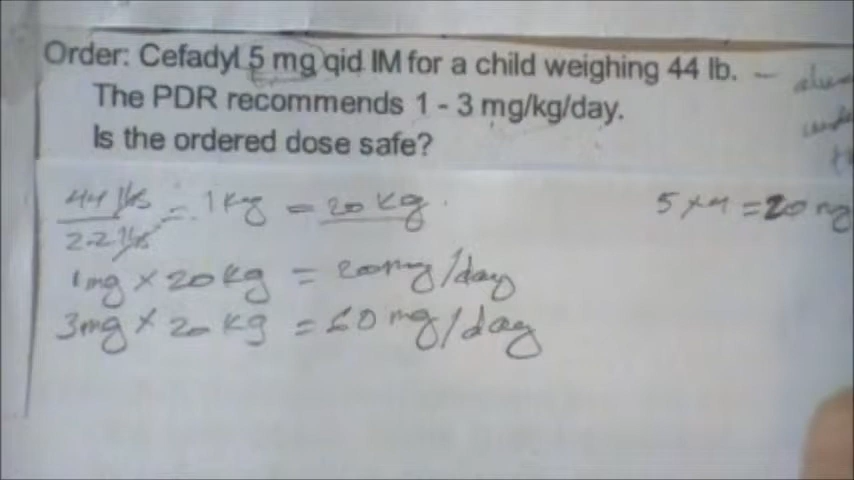 Order: Cefadyl 5 mg qid IM for a child weighing 44 lb. -
The PDR recommends 1 - 3 mg/kg/day.
Is the ordered dose safe?
44 lbs / 2.2 lbs = 1 kg = 20 kg.
5 x 4 = 20 mg
1mg x 20 kg = 20mg/day
3mg x 20 kg = 60 mg/day